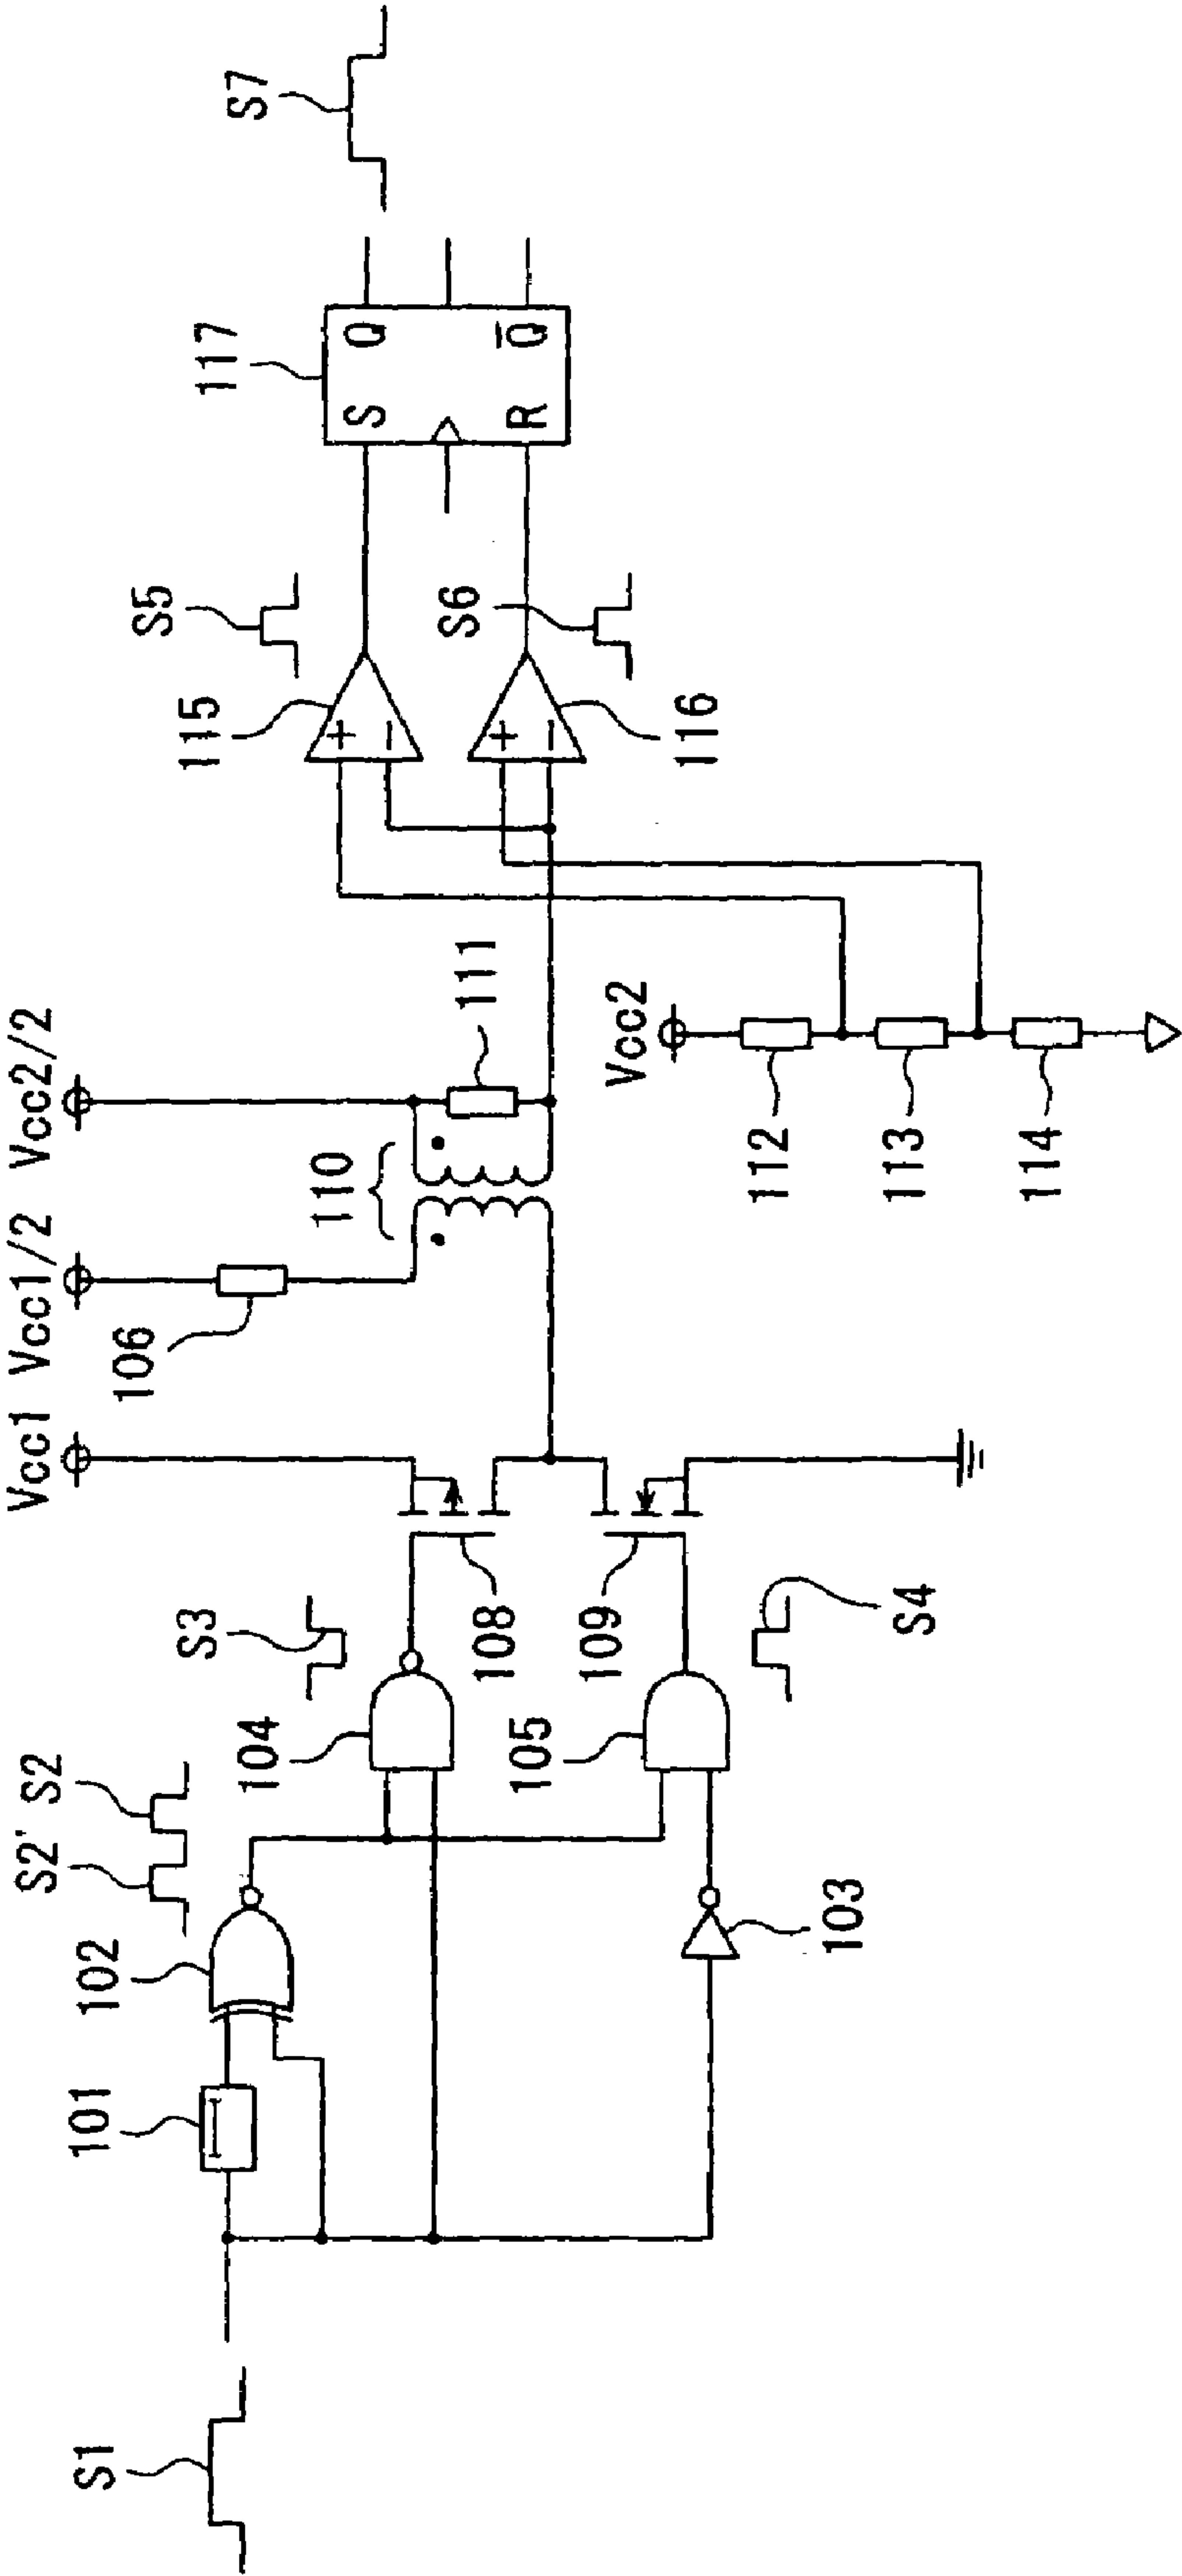 S1
101
102
S2'
S2
104
105
103
S3
S4
108
109
Vcc1
Vcc1/2
Vcc2/2
106
110
111
Vcc2
112
113
114
115
+
−
116
+
−
S5
S6
117
S
Q
R
Q̅
S7